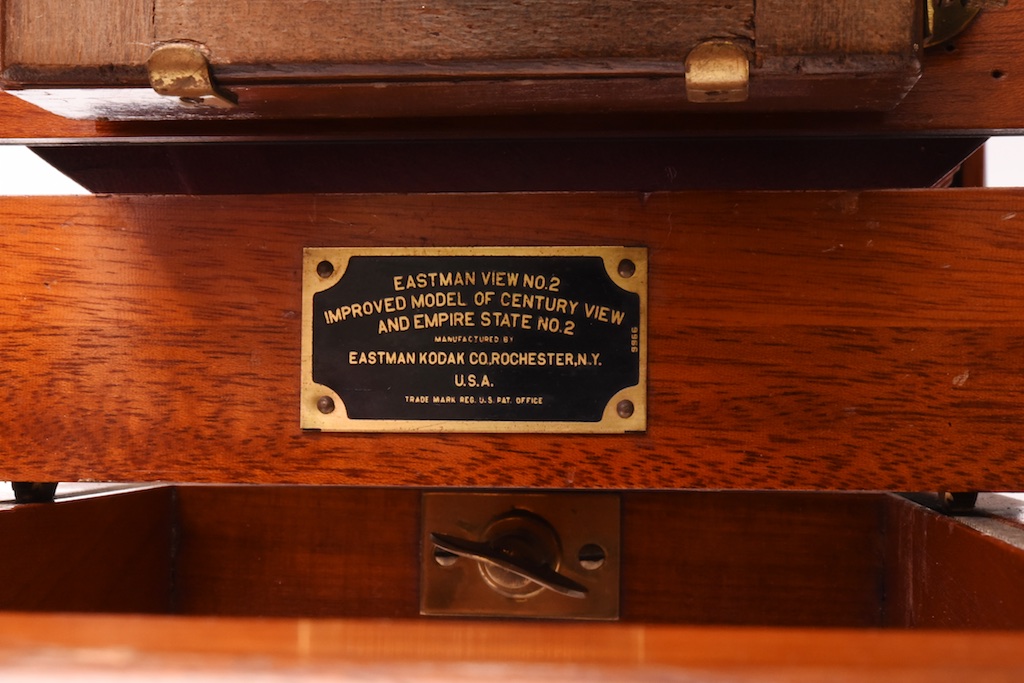 EASTMAN VIEW NO.2
IMPROVED MODEL OF CENTURY VIEW
AND EMPIRE STATE NO.2
MANUFACTURED BY
EASTMAN KODAK CO., ROCHESTER, N.Y.
U.S.A.
TRADE MARK REG. U.S. PAT. OFFICE
9966